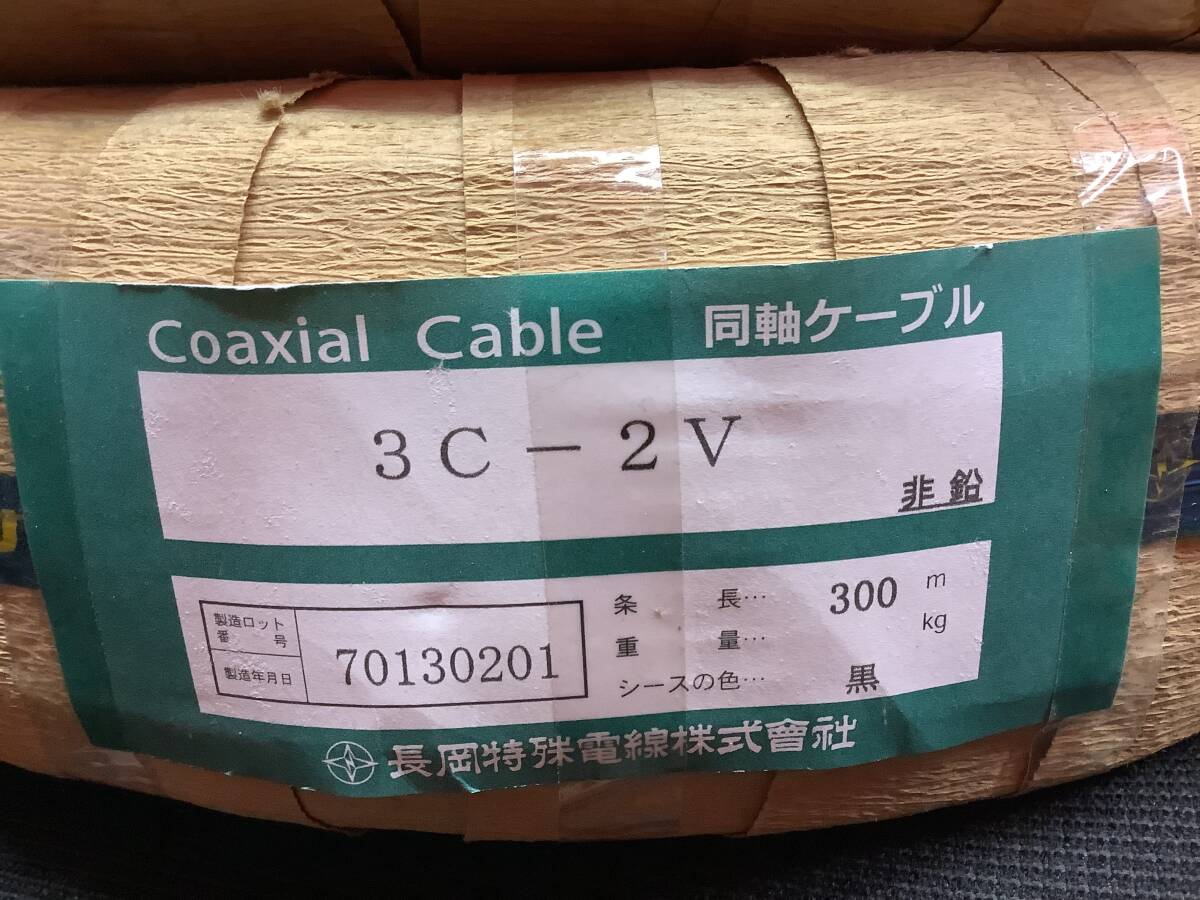 Coaxial Cable 同軸ケーブル
3C-2V
非鉛
製造ロット
番号
製造年月日
70130201
条長… 300 m
重量… kg
シースの色… 黒
長岡特殊電線株式會社